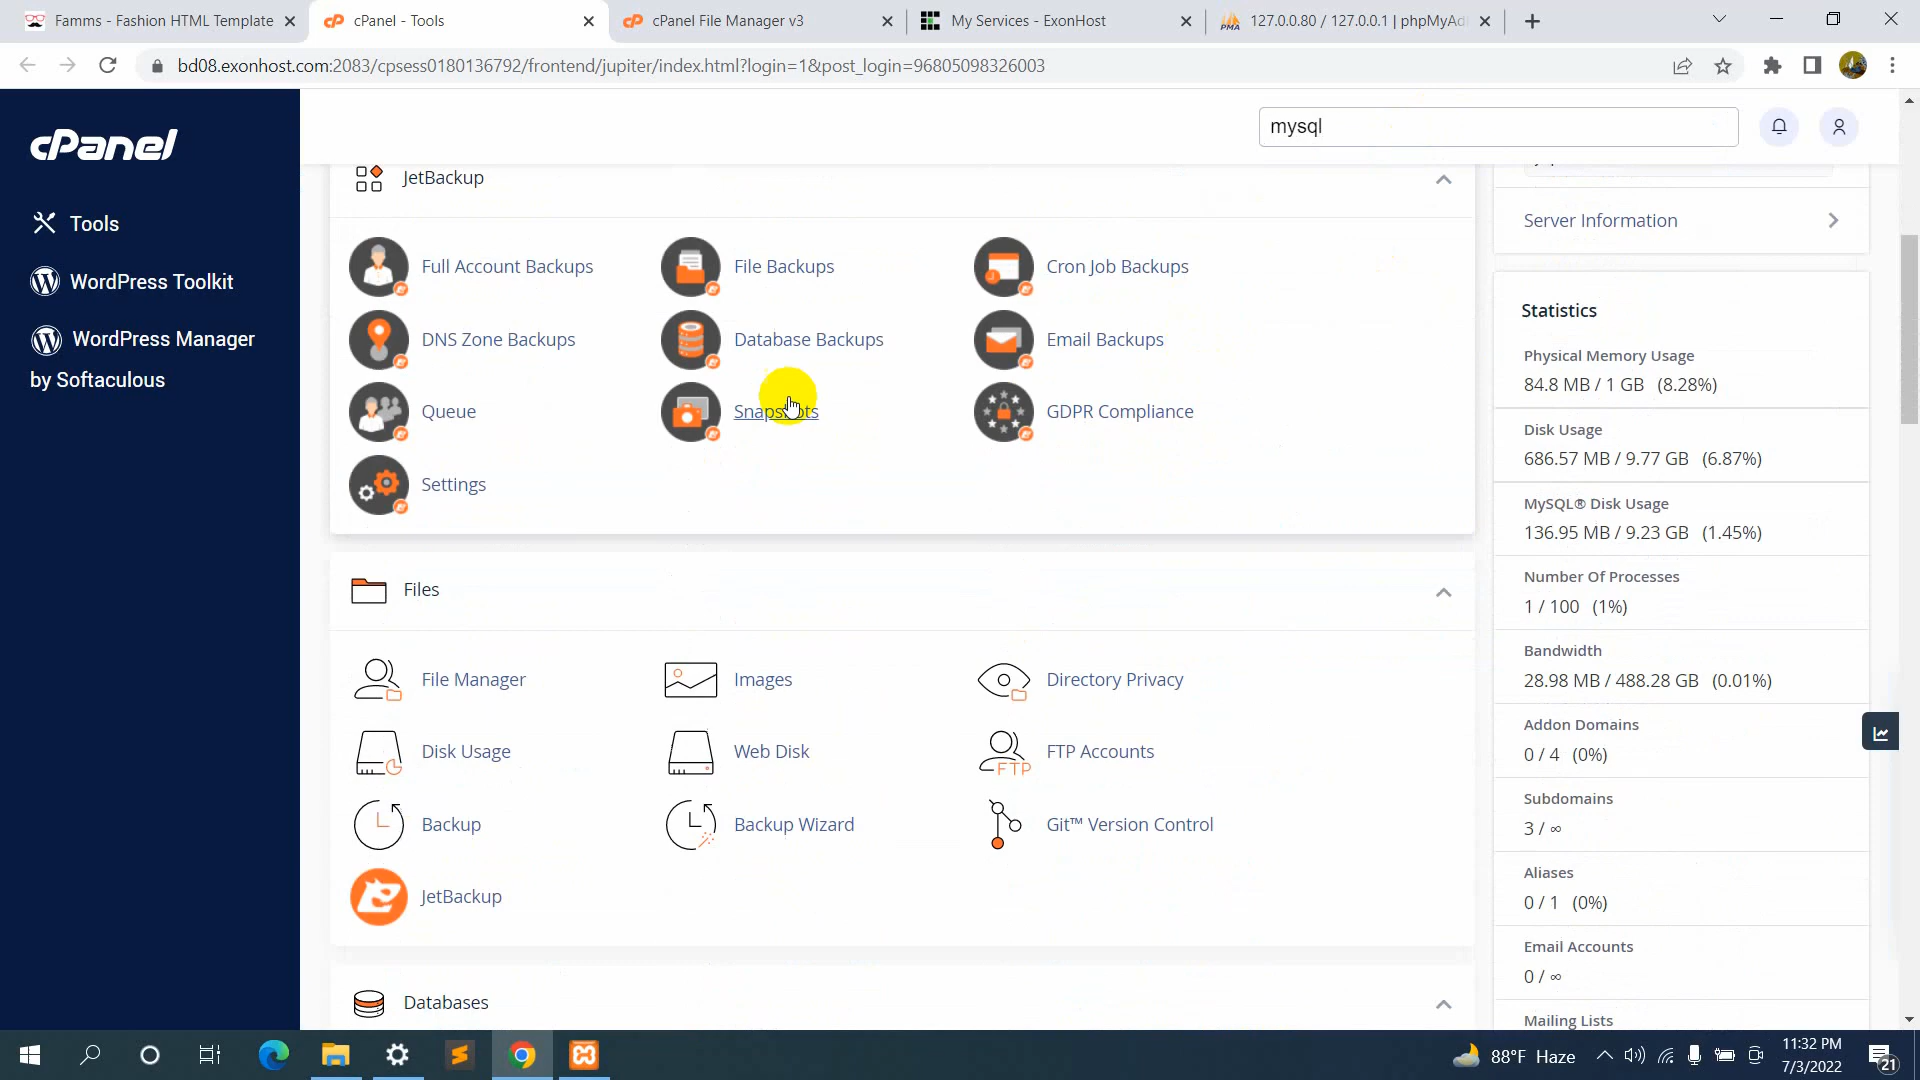 Famms - Fashion HTML Template
cPanel - Tools
cPanel File Manager v3
My Services - ExonHost
127.0.0.80 / 127.0.0.1 | phpMyAd
bd08.exonhost.com:2083/cpsess0180136792/frontend/jupiter/index.html?login=1&post_login=96805098326003
cPanel
mysql
Tools
WordPress Toolkit
WordPress Manager
by Softaculous
JetBackup
Full Account Backups
File Backups
Cron Job Backups
DNS Zone Backups
Database Backups
Email Backups
Queue
Snapshots
GDPR Compliance
Settings
Files
File Manager
Images
Directory Privacy
Disk Usage
Web Disk
FTP
FTP Accounts
Backup
Backup Wizard
Git™ Version Control
JetBackup
Databases
Server Information
Statistics
Physical Memory Usage
84.8 MB / 1 GB (8.28%)
Disk Usage
686.57 MB / 9.77 GB (6.87%)
MySQL® Disk Usage
136.95 MB / 9.23 GB (1.45%)
Number Of Processes
1 / 100 (1%)
Bandwidth
28.98 MB / 488.28 GB (0.01%)
Addon Domains
0 / 4 (0%)
Subdomains
3 / ∞
Aliases
0 / 1 (0%)
Email Accounts
0 / ∞
Mailing Lists
88°F Haze
11:32 PM
7/3/2022
21